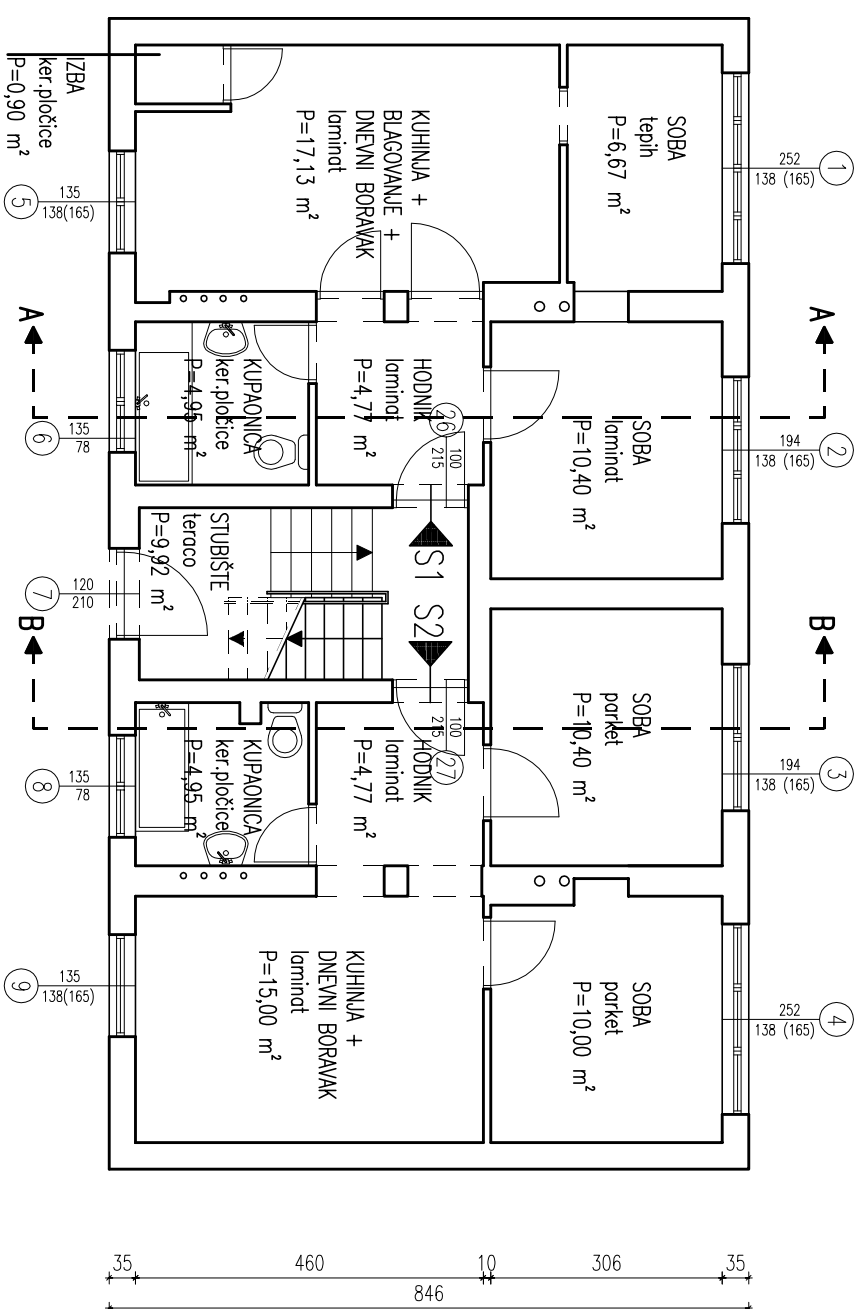 1
252
138 (165)
2
194
138 (165)
3
194
138 (165)
4
252
138 (165)
A
B
SOBA
tepih
P=6,67 m²
SOBA
laminat
P=10,40 m²
SOBA
parket
P=10,40 m²
SOBA
parket
P=10,00 m²
KUHINJA +
BLAGOVANJE +
DNEVNI BORAVAK
laminat
P=17,13 m²
HODNIK
laminat
P=4,77 m²
26
100
215
S1
S2
27
100
215
HODNIK
laminat
P=4,77 m²
KUHINJA +
DNEVNI BORAVAK
laminat
P=15,00 m²
KUPAONICA
ker.pločice
P=4,95 m²
STUBIŠTE
teraco
P=9,92 m²
KUPAONICA
ker.pločice
P=4,95 m²
IZBA
ker.pločice
P=0,90 m²
A
B
5
135
138(165)
6
135
78
7
120
210
8
135
78
9
135
138(165)
35
460
10
306
35
846